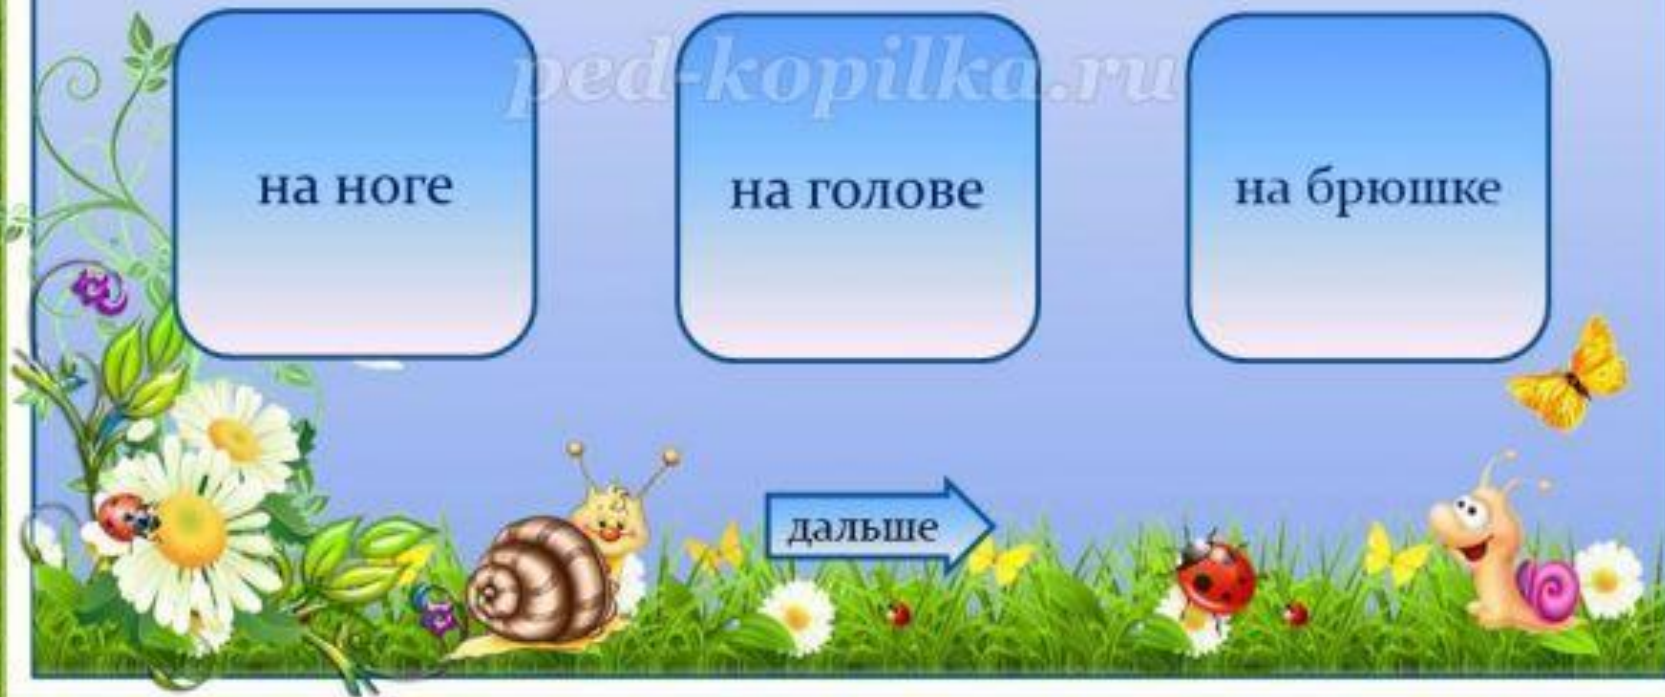 ped-kopilka.ru
на ноге
на голове
на брюшке
дальше